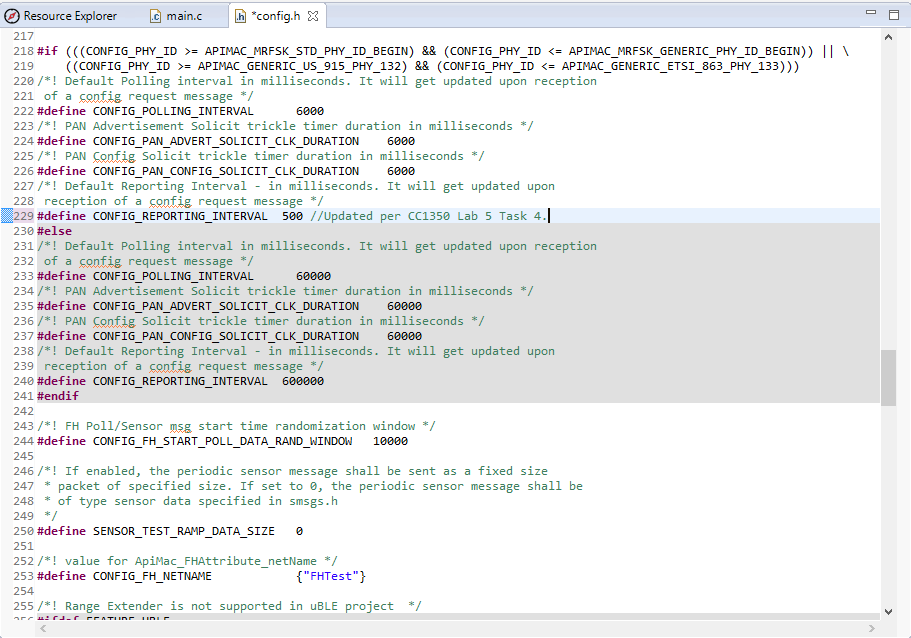 Resource Explorer main.c *config.h
217
218 #if (((CONFIG_PHY_ID >= APIMAC_MRFSK_STD_PHY_ID_BEGIN) && (CONFIG_PHY_ID <= APIMAC_MRFSK_GENERIC_PHY_ID_BEGIN)) || \
219     ((CONFIG_PHY_ID >= APIMAC_GENERIC_US_915_PHY_132) && (CONFIG_PHY_ID <= APIMAC_GENERIC_ETSI_863_PHY_133)))
220 /*! Default Polling interval in milliseconds. It will get updated upon reception
221  of a config request message */
222 #define CONFIG_POLLING_INTERVAL      6000
223 /*! PAN Advertisement Solicit trickle timer duration in milliseconds */
224 #define CONFIG_PAN_ADVERT_SOLICIT_CLK_DURATION    6000
225 /*! PAN Config Solicit trickle timer duration in milliseconds */
226 #define CONFIG_PAN_CONFIG_SOLICIT_CLK_DURATION    6000
227 /*! Default Reporting Interval - in milliseconds. It will get updated upon
228  reception of a config request message */
229 #define CONFIG_REPORTING_INTERVAL  500 //Updated per CC1350 Lab 5 Task 4.
230 #else
231 /*! Default Polling interval in milliseconds. It will get updated upon reception
232  of a config request message */
233 #define CONFIG_POLLING_INTERVAL      60000
234 /*! PAN Advertisement Solicit trickle timer duration in milliseconds */
235 #define CONFIG_PAN_ADVERT_SOLICIT_CLK_DURATION    60000
236 /*! PAN Config Solicit trickle timer duration in milliseconds */
237 #define CONFIG_PAN_CONFIG_SOLICIT_CLK_DURATION    60000
238 /*! Default Reporting Interval - in milliseconds. It will get updated upon
239  reception of a config request message */
240 #define CONFIG_REPORTING_INTERVAL  600000
241 #endif
242
243 /*! FH Poll/Sensor msg start time randomization window */
244 #define CONFIG_FH_START_POLL_DATA_RAND_WINDOW   10000
245
246 /*! If enabled, the periodic sensor message shall be sent as a fixed size
247  * packet of specified size. If set to 0, the periodic sensor message shall be
248  * of type sensor data specified in smsgs.h
249  */
250 #define SENSOR_TEST_RAMP_DATA_SIZE   0
251
252 /*! value for ApiMac_FHAttribute_netName */
253 #define CONFIG_FH_NETNAME            {"FHTest"}
254
255 /*! Range Extender is not supported in uBLE project  */
256 #ifdef FEATURE_UBLE